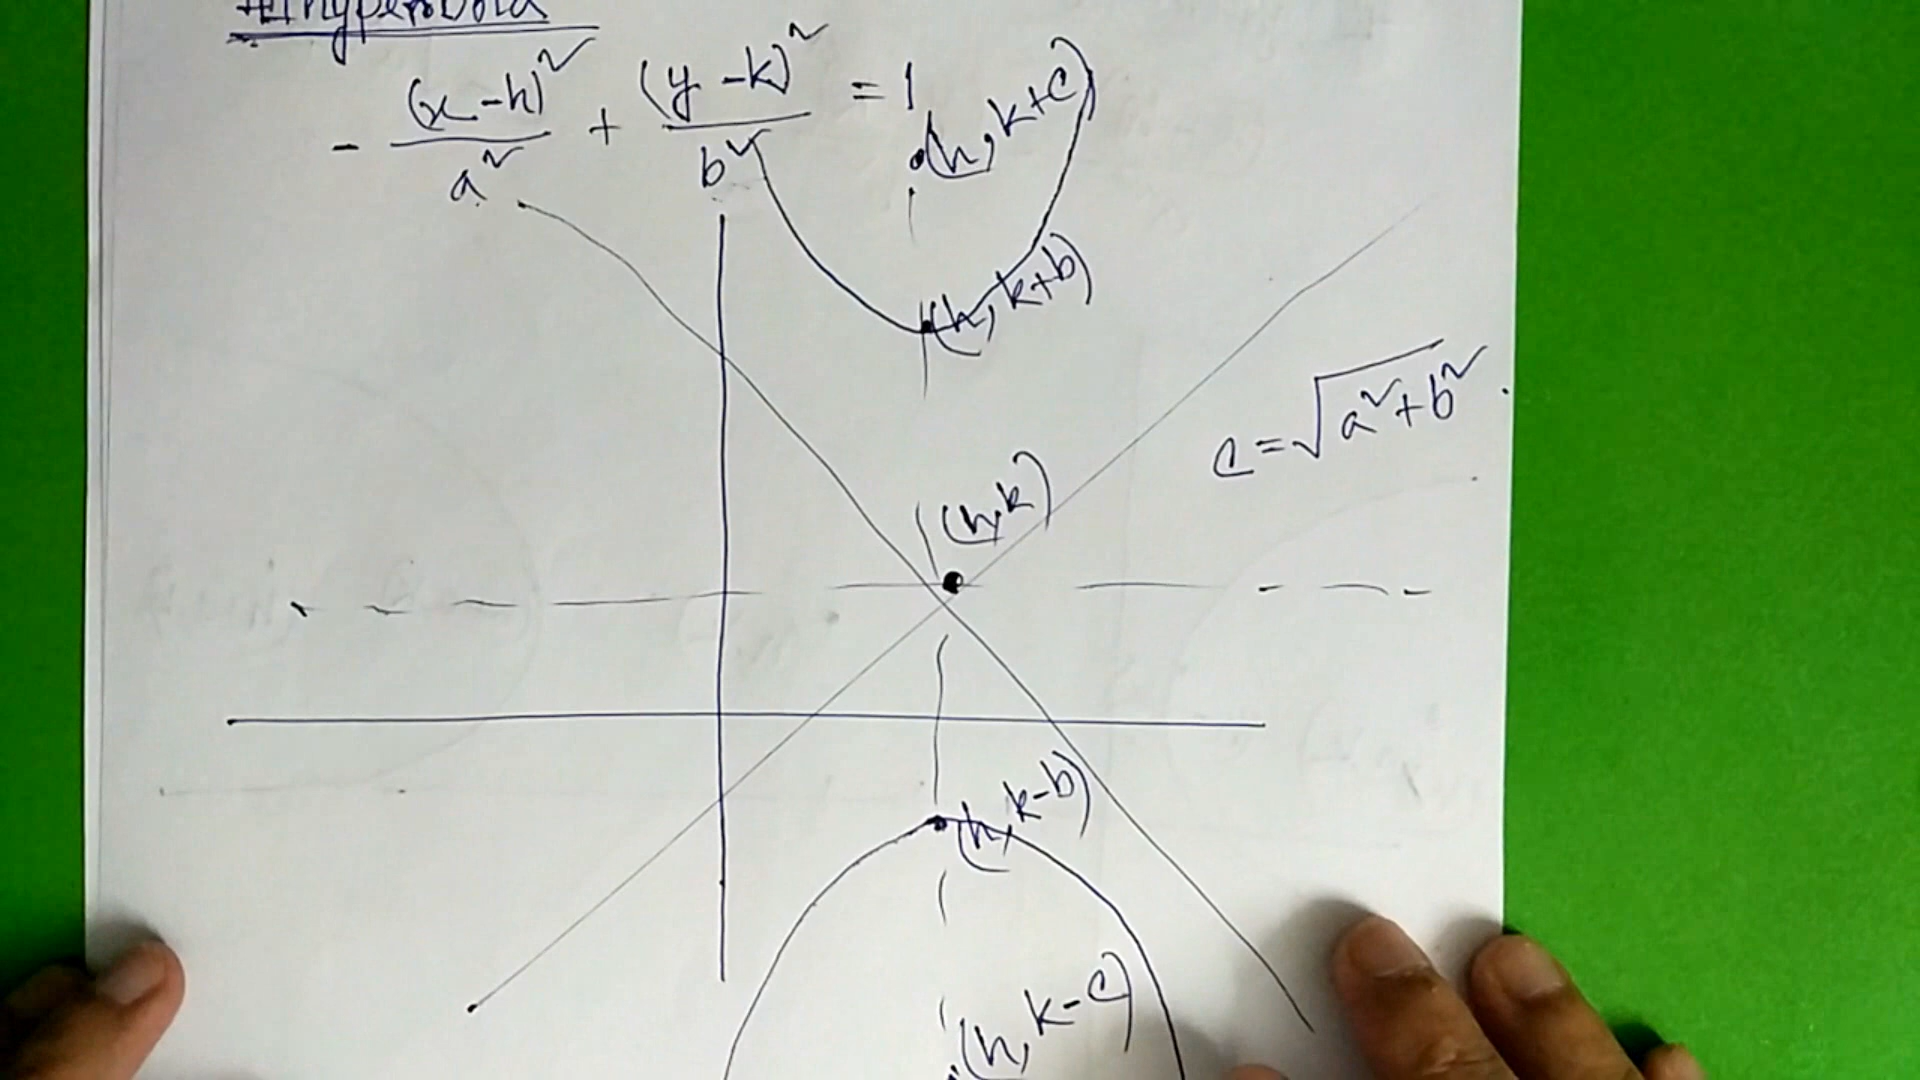 # Hyperbola
- (x-h)²/a² + (y-k)²/b² = 1
(h, k+c)
(h, k+b)
c = √a²+b²
(h,k)
(h, k-b)
(h, k-c)